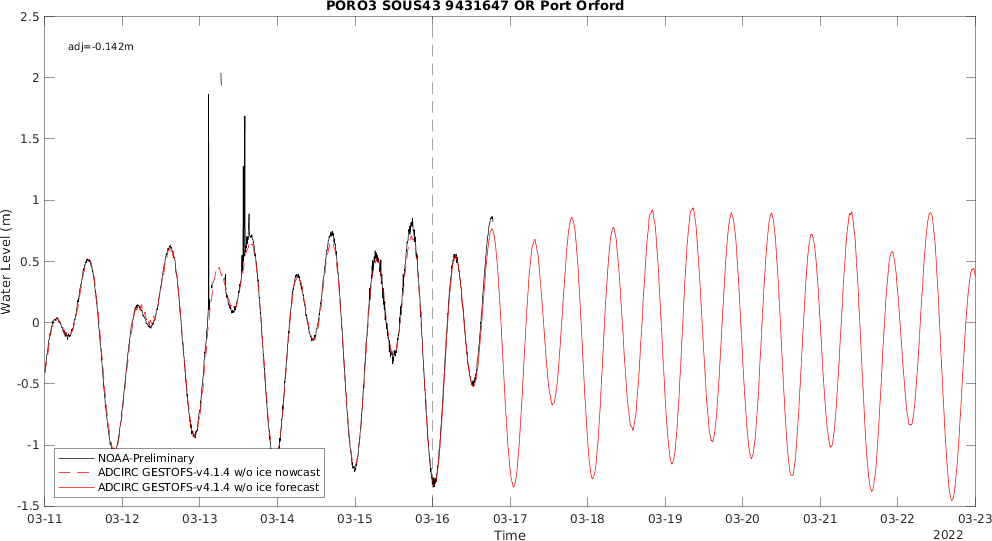 PORO3 SOUS43 9431647 OR Port Orford
adj=-0.142m
Water Level (m)
2.5
2
1.5
1
0.5
0
-0.5
-1
-1.5
NOAA-Preliminary
ADCIRC GESTOFS-v4.1.4 w/o ice nowcast
ADCIRC GESTOFS-v4.1.4 w/o ice forecast
03-11 03-12 03-13 03-14 03-15 03-16 03-17 03-18 03-19 03-20 03-21 03-22 03-23
Time
2022